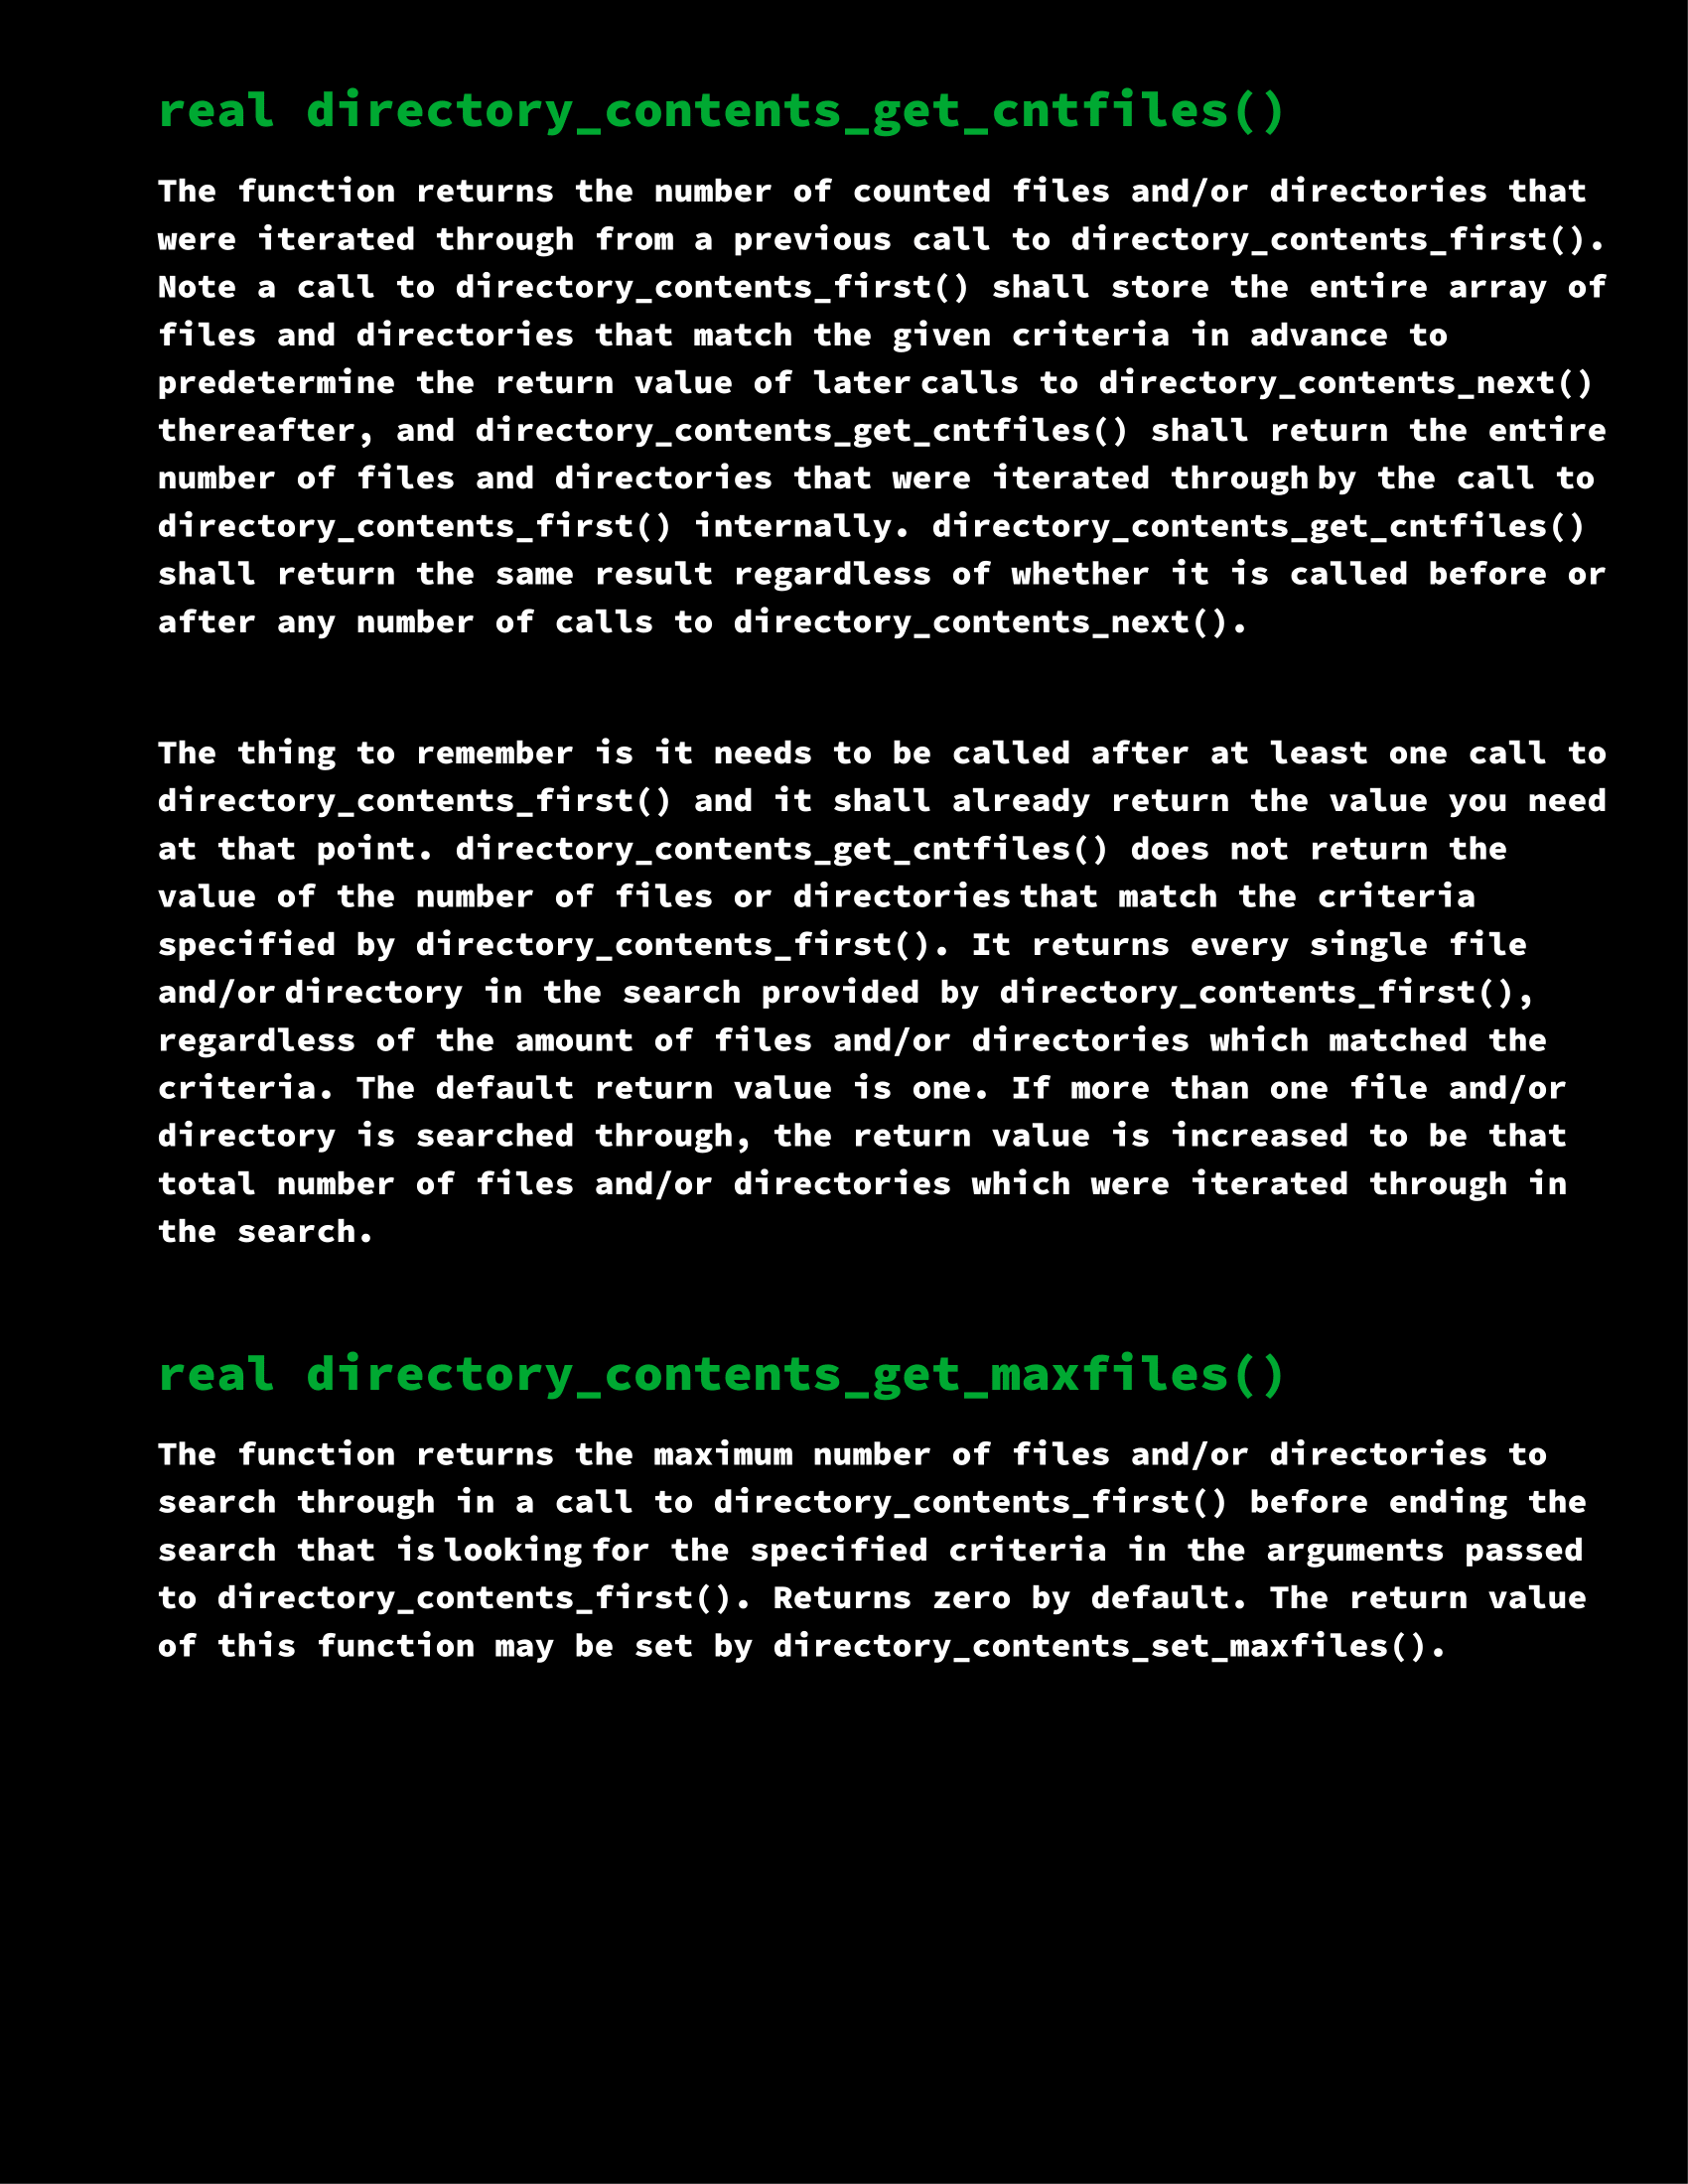 real directory_contents_get_cntfiles()
The function returns the number of counted files and/or directories that
were iterated through from a previous call to directory_contents_first().
Note a call to directory_contents_first() shall store the entire array of
files and directories that match the given criteria in advance to
predetermine the return value of later calls to directory_contents_next()
thereafter, and directory_contents_get_cntfiles() shall return the entire
number of files and directories that were iterated through by the call to
directory_contents_first() internally. directory_contents_get_cntfiles()
shall return the same result regardless of whether it is called before or
after any number of calls to directory_contents_next().
The thing to remember is it needs to be called after at least one call to
directory_contents_first() and it shall already return the value you need
at that point. directory_contents_get_cntfiles() does not return the
value of the number of files or directories that match the criteria
specified by directory_contents_first(). It returns every single file
and/or directory in the search provided by directory_contents_first(),
regardless of the amount of files and/or directories which matched the
criteria. The default return value is one. If more than one file and/or
directory is searched through, the return value is increased to be that
total number of files and/or directories which were iterated through in
the search.
real directory_contents_get_maxfiles()
The function returns the maximum number of files and/or directories to
search through in a call to directory_contents_first() before ending the
search that is looking for the specified criteria in the arguments passed
to directory_contents_first(). Returns zero by default. The return value
of this function may be set by directory_contents_set_maxfiles().